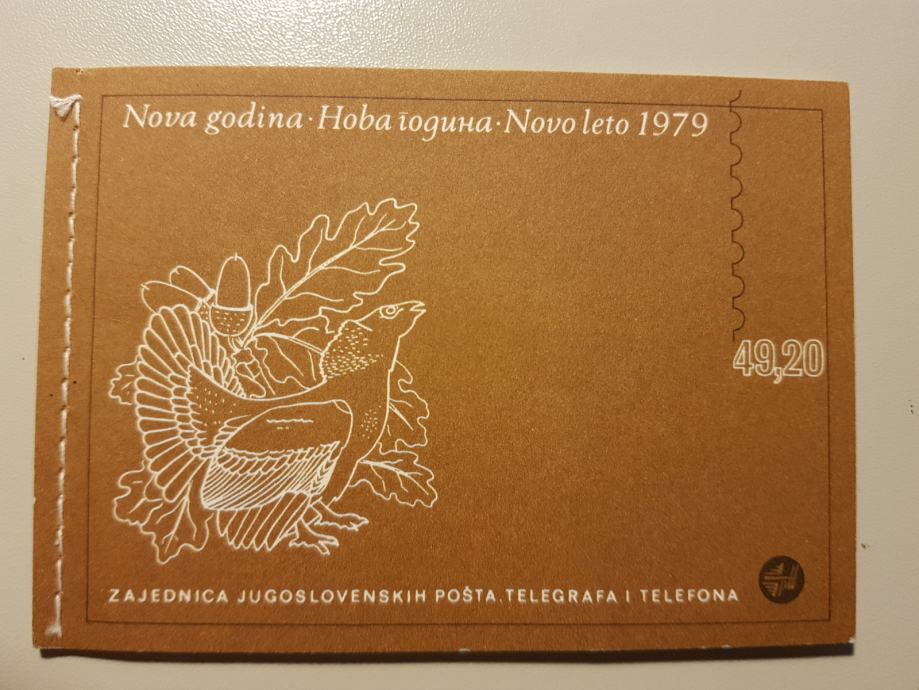 Nova godina · Нова година · Novo leto 1979
49,20
ZAJEDNICA JUGOSLOVENSKIH POŠTA, TELEGRAFA I TELEFONA